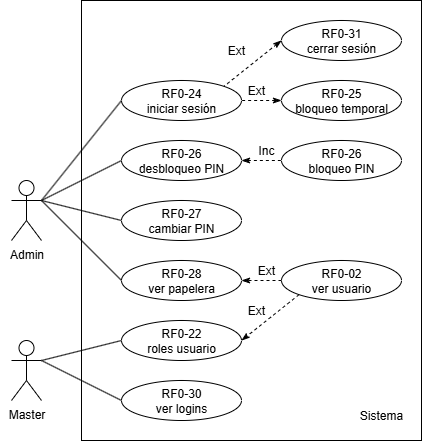 RF0-31
cerrar sesión
Ext
RF0-24
iniciar sesión
Ext
RF0-25
bloqueo temporal
RF0-26
desbloqueo PIN
Inc
RF0-26
bloqueo PIN
Admin
RF0-27
cambiar PIN
RF0-28
ver papelera
Ext
RF0-02
ver usuario
Ext
RF0-22
roles usuario
Master
RF0-30
ver logins
Sistema